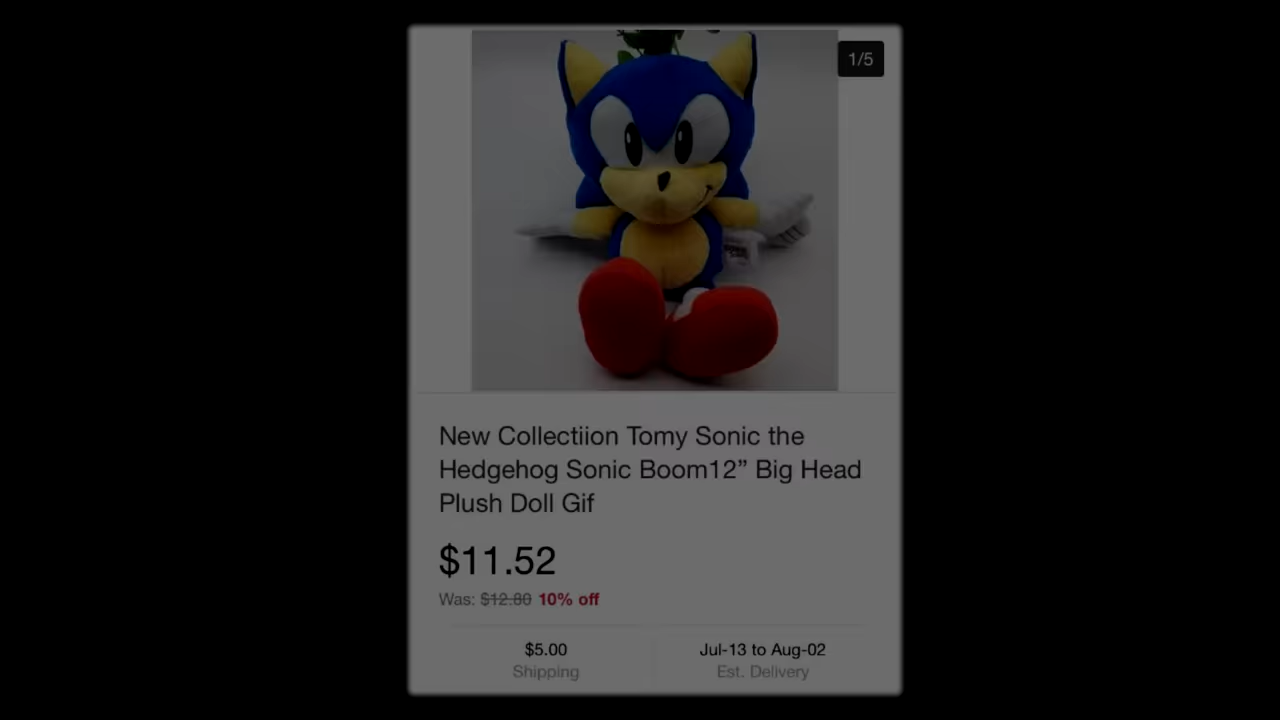 1/5
New Collectiion Tomy Sonic the
Hedgehog Sonic Boom12” Big Head
Plush Doll Gif
$11.52
Was: $12.80 10% off
$5.00
Shipping
Jul-13 to Aug-02
Est. Delivery